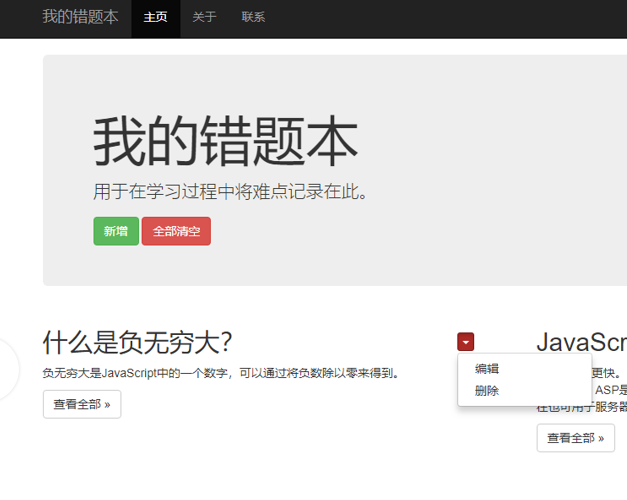 我的错题本 主页 关于 联系
我的错题本
用于在学习过程中将难点记录在此。
新增 全部清空
什么是负无穷大?
负无穷大是JavaScript中的一个数字，可以通过将负数除以零来得到。
查看全部 »
编辑
删除
JavaScr
更快。
ASP是
在也可用于服务器
查看全部 »